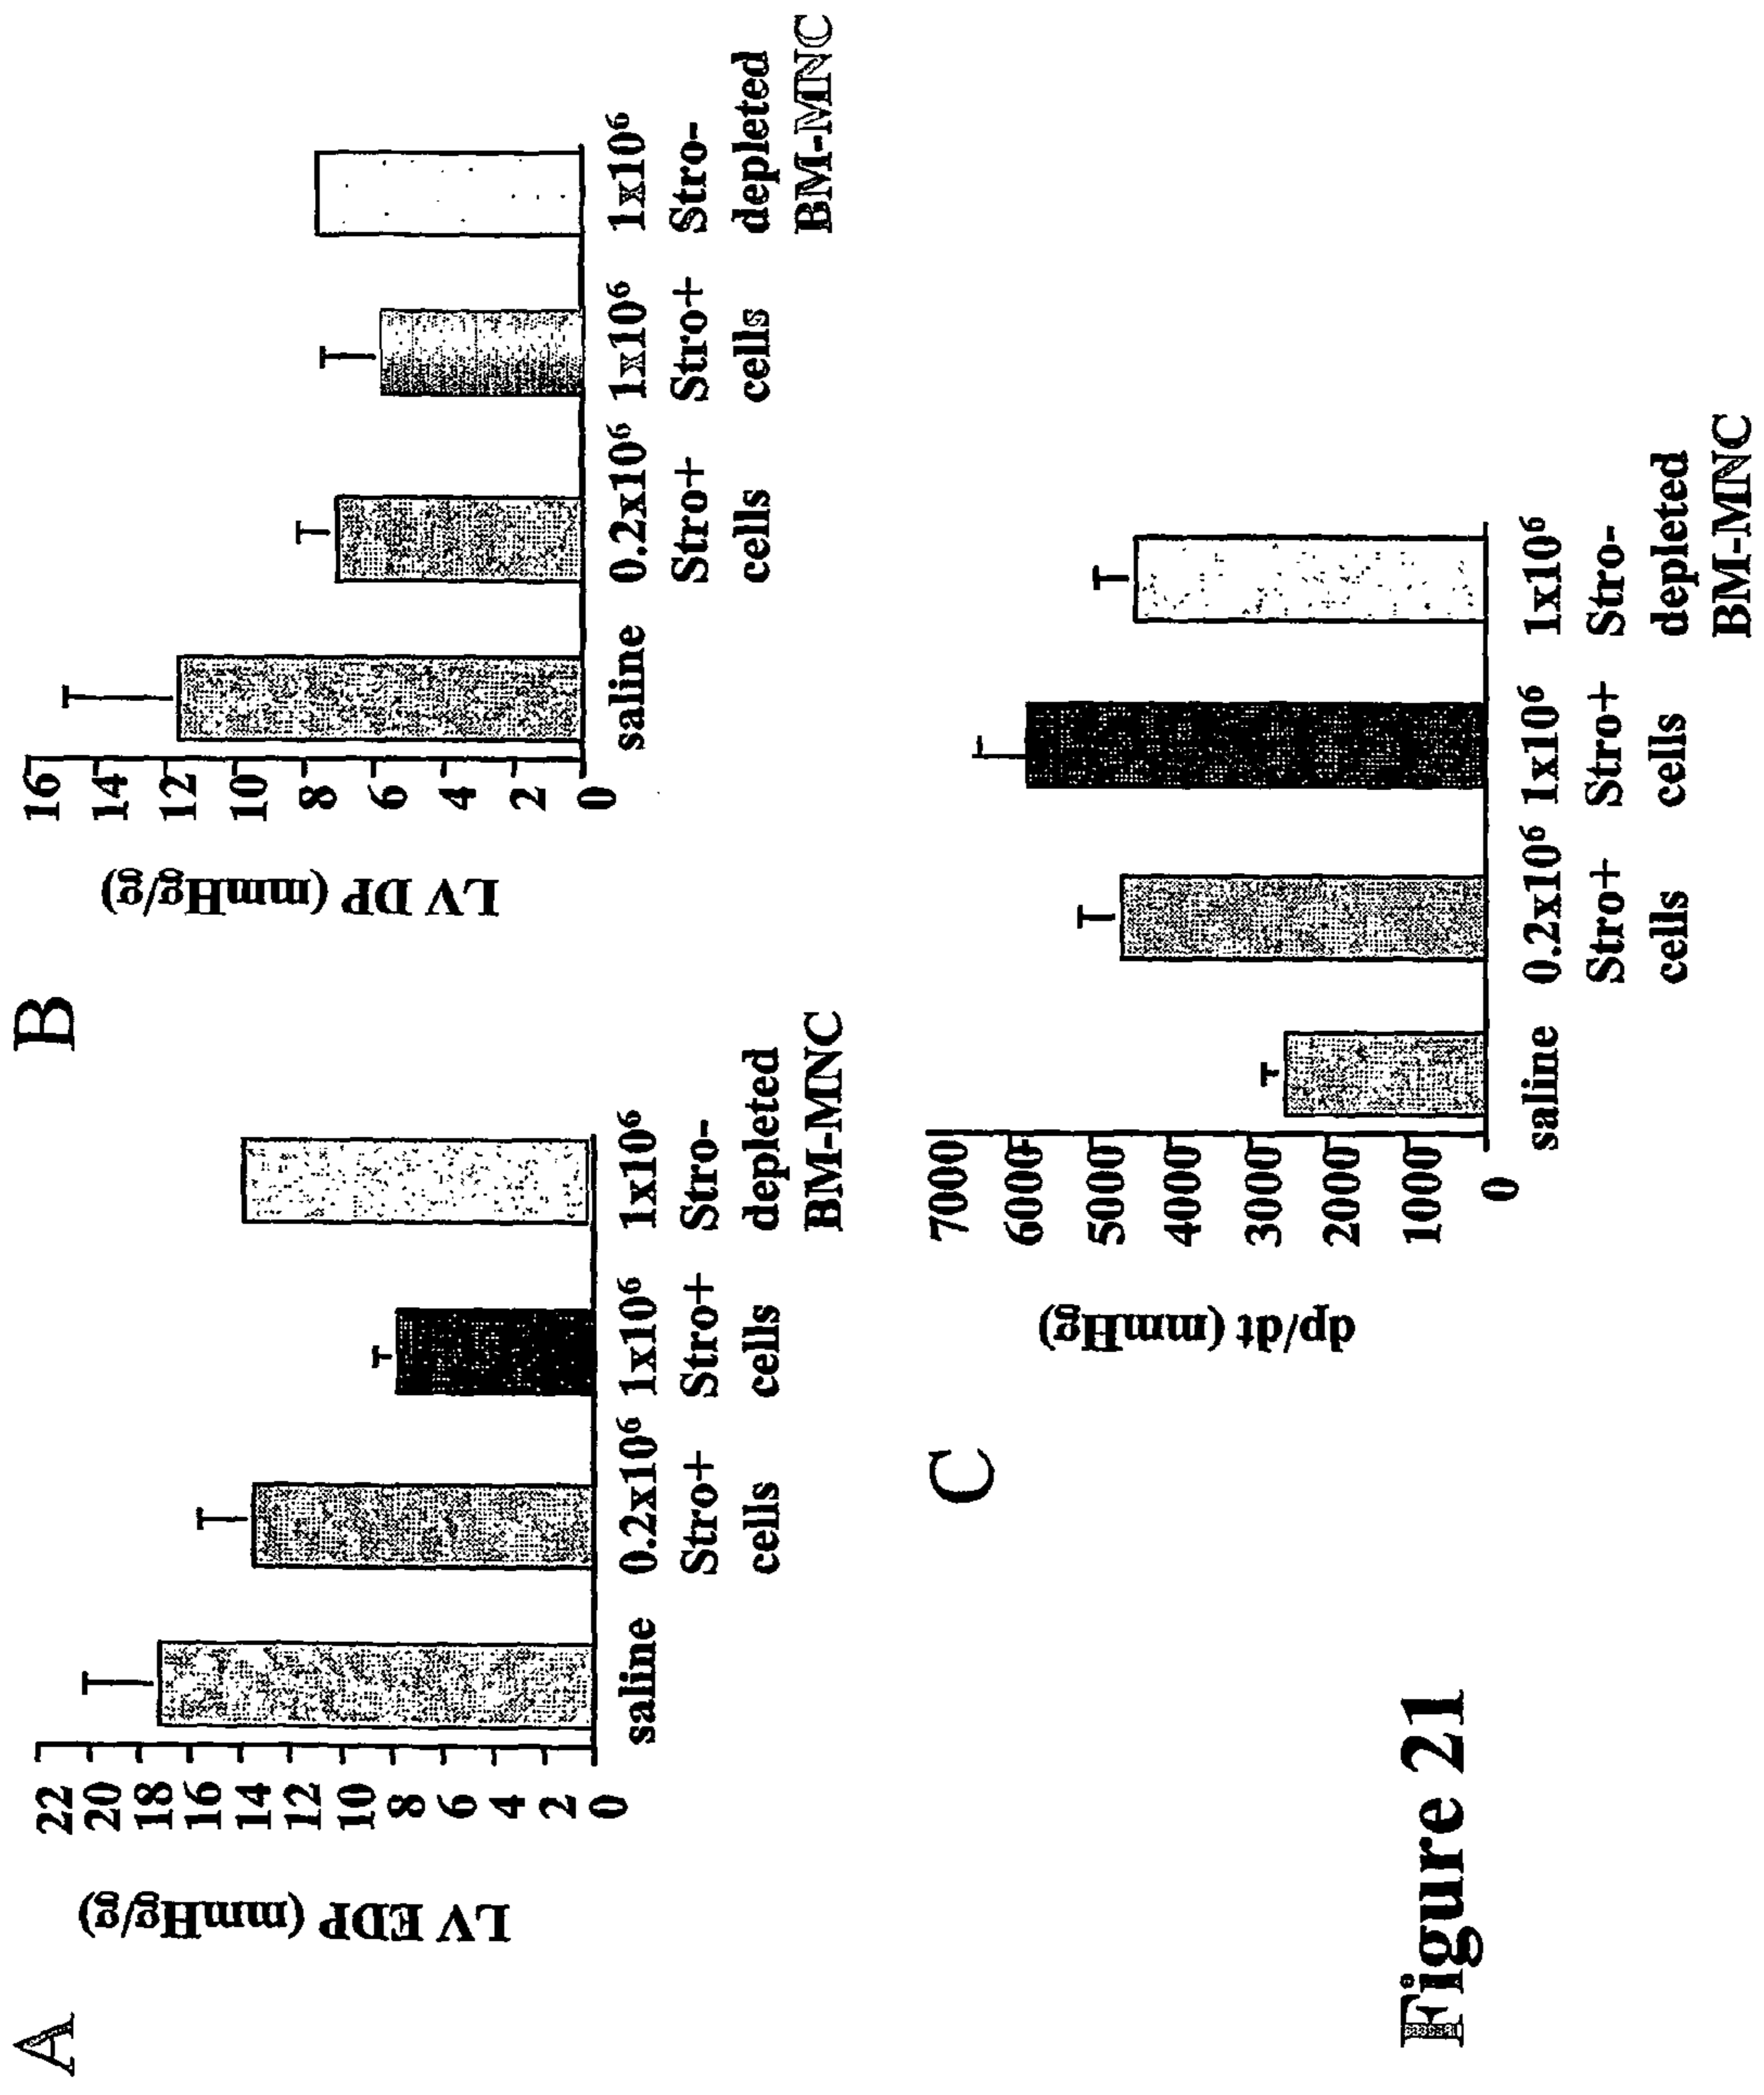 A
LV EDP (mmHg/g)
22
20
18
16
14
12
10
8
6
4
2
0
saline
0.2x10⁶
Stro+
cells
1x10⁶
Stro+
cells
1x10⁶
Stro-
depleted
BM-MNC
B
LV DP (mmHg/g)
16
14
12
10
8
6
4
2
0
saline
0.2x10⁶
Stro+
cells
1x10⁶
Stro+
cells
1x10⁶
Stro-
depleted
BM-MNC
C
dp/dt (mmHg)
7000
6000
5000
4000
3000
2000
1000
0
saline
0.2x10⁶
Stro+
cells
1x10⁶
Stro+
cells
1x10⁶
Stro-
depleted
BM-MNC
Figure 21